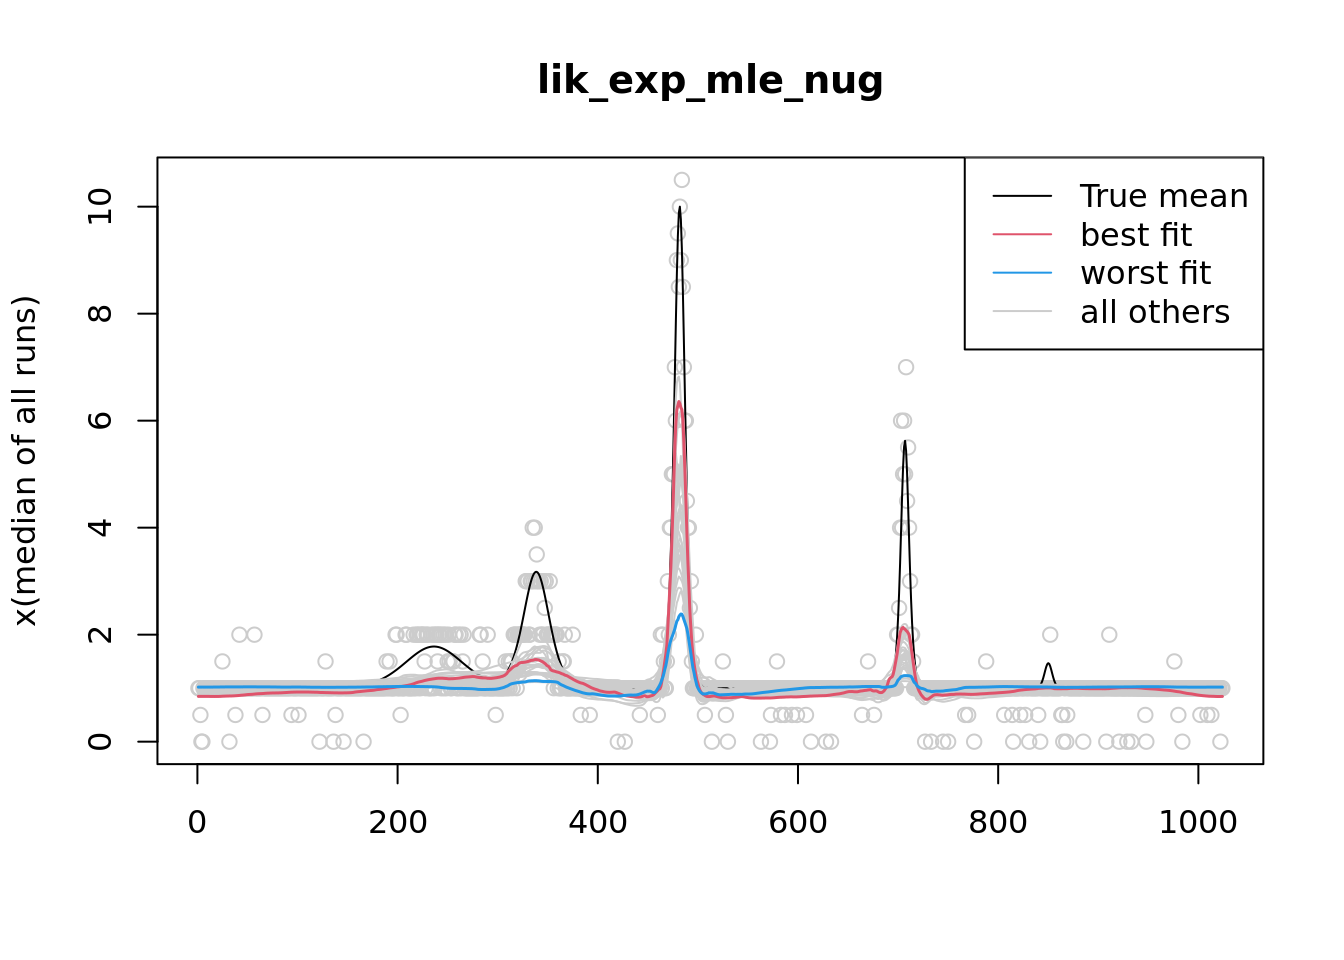 lik_exp_mle_nug
True mean
best fit
worst fit
all others
x(median of all runs)
10
8
6
4
2
0
0 200 400 600 800 1000